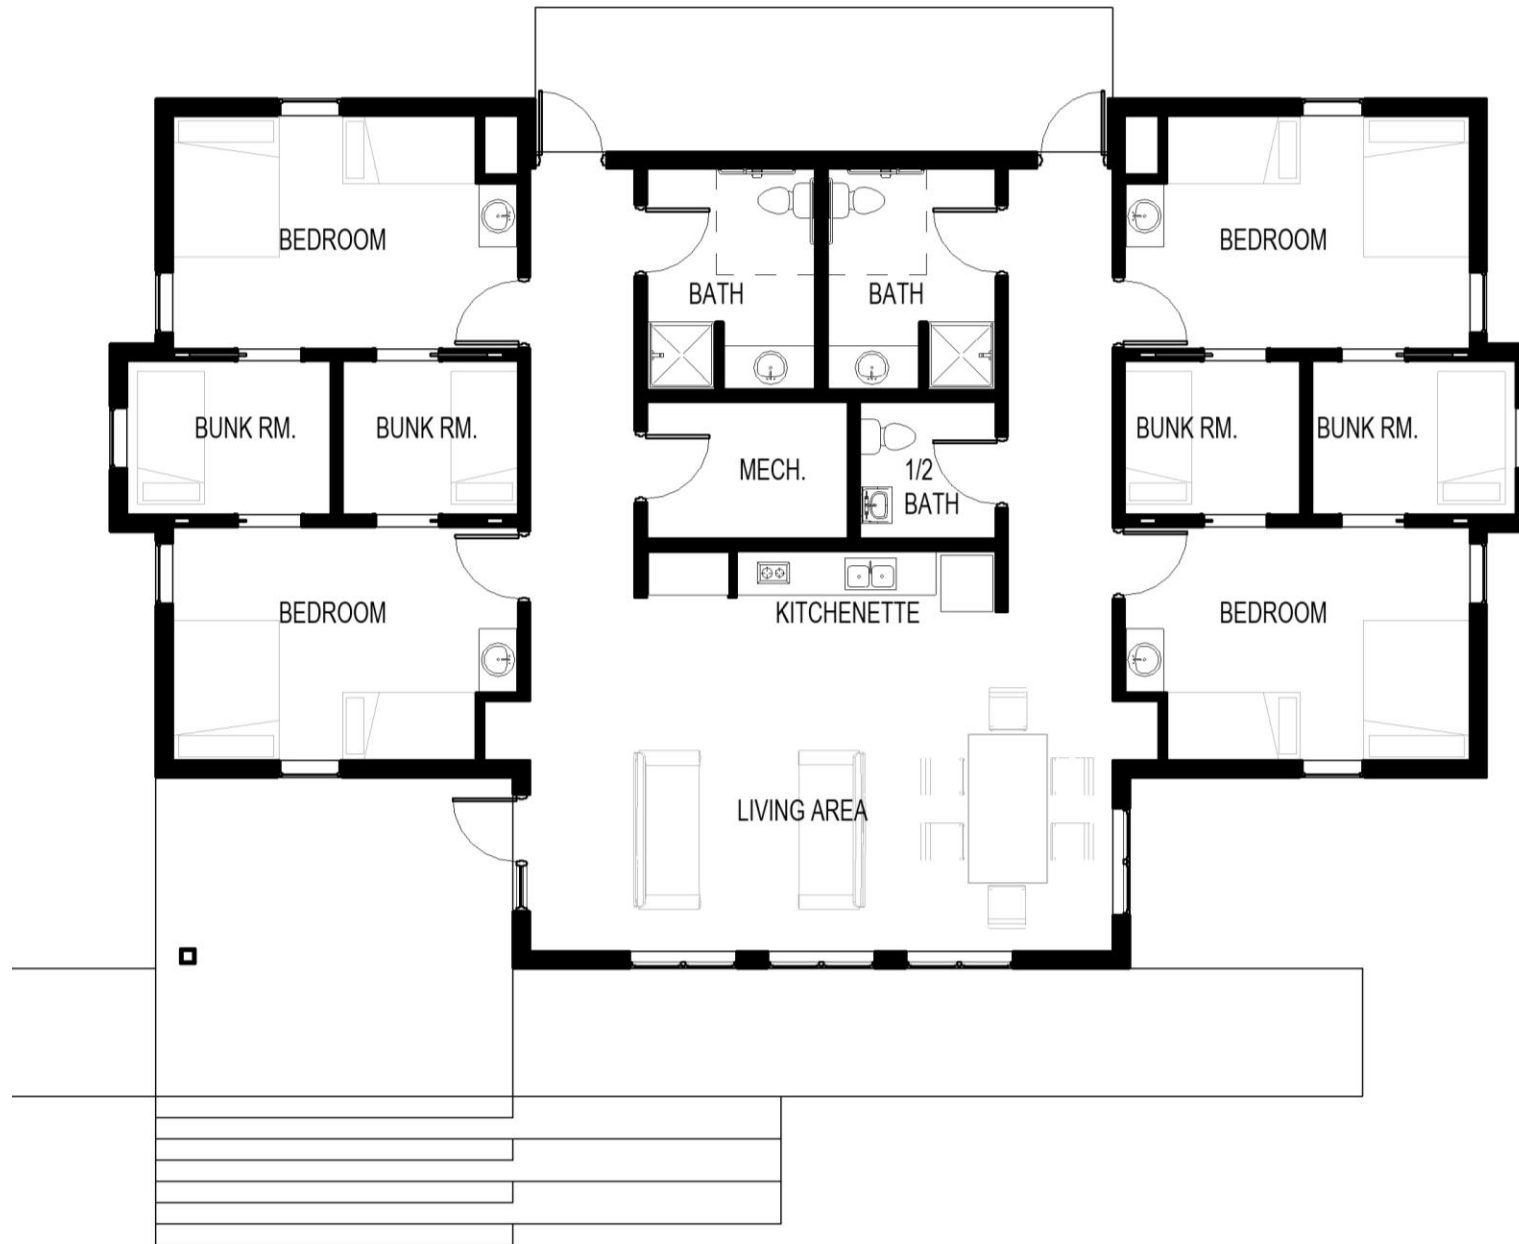 BEDROOM
BEDROOM
BATH
BATH
BUNK RM.
BUNK RM.
BUNK RM.
BUNK RM.
MECH.
1/2
BATH
BEDROOM
KITCHENETTE
BEDROOM
LIVING AREA